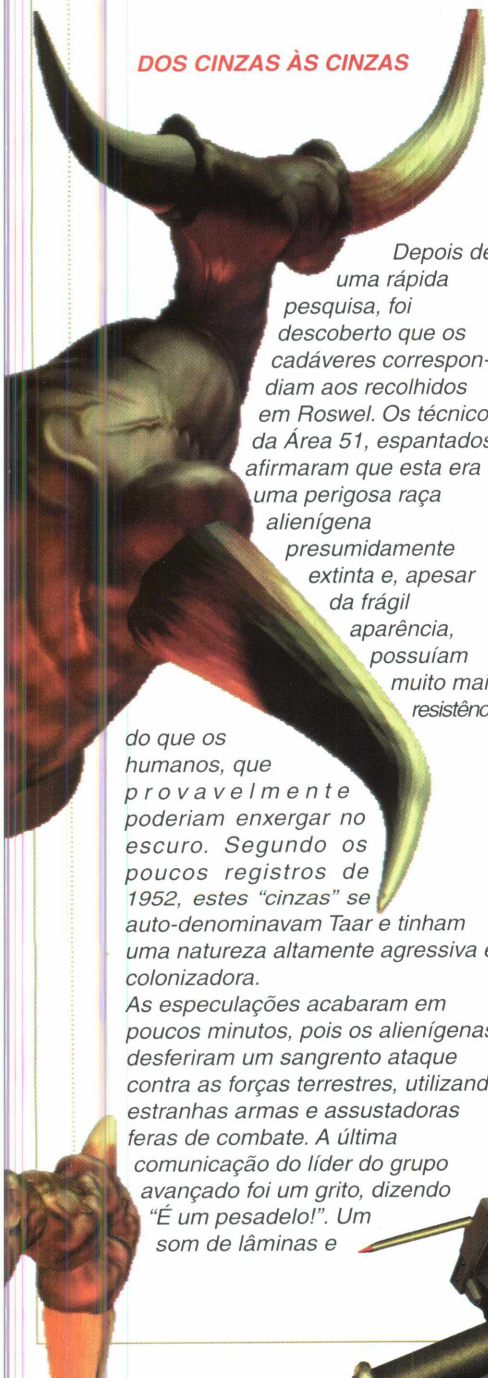 DOS CINZAS ÀS CINZAS
Depois de
uma rápida
pesquisa, foi
descoberto que os
cadáveres correspon-
diam aos recolhidos
em Roswel. Os técnico
da Área 51, espantados
afirmaram que esta era
uma perigosa raça
alienígena
presumidamente
extinta e, apesar
da frágil
aparência,
possuíam
muito mai
resistênc
do que os
humanos, que
provavelmente
poderiam enxergar no
escuro. Segundo os
poucos registros de
1952, estes “cinzas” se
auto-denominavam Taar e tinham
uma natureza altamente agressiva e
colonizadora.
As especulações acabaram em
poucos minutos, pois os alienígenas
desferiram um sangrento ataque
contra as forças terrestres, utilizand
estranhas armas e assustadoras
feras de combate. A última
comunicação do líder do grupo
avançado foi um grito, dizendo
“É um pesadelo!”. Um
som de lâminas e